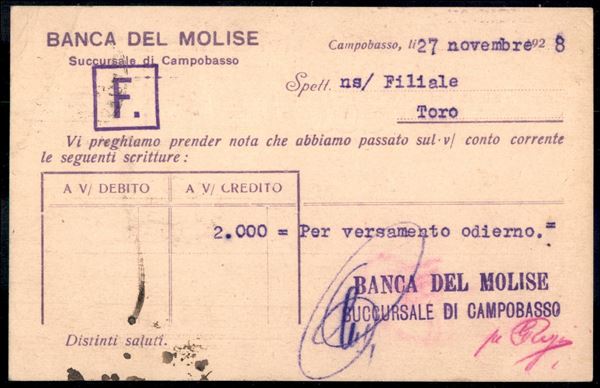 BANCA DEL MOLISE
Succursale di Campobasso
F.
Campobasso, li 27 novembre 1928
Spett. ns/ Filiale
Toro
Vi preghiamo prender nota che abbiamo passato sul v/ conto corrente
le seguenti scritture:
A V/ DEBITO A V/ CREDITO
2.000 = Per versamento odierno.=
BANCA DEL MOLISE
SUCCURSALE DI CAMPOBASSO
Distinti saluti.